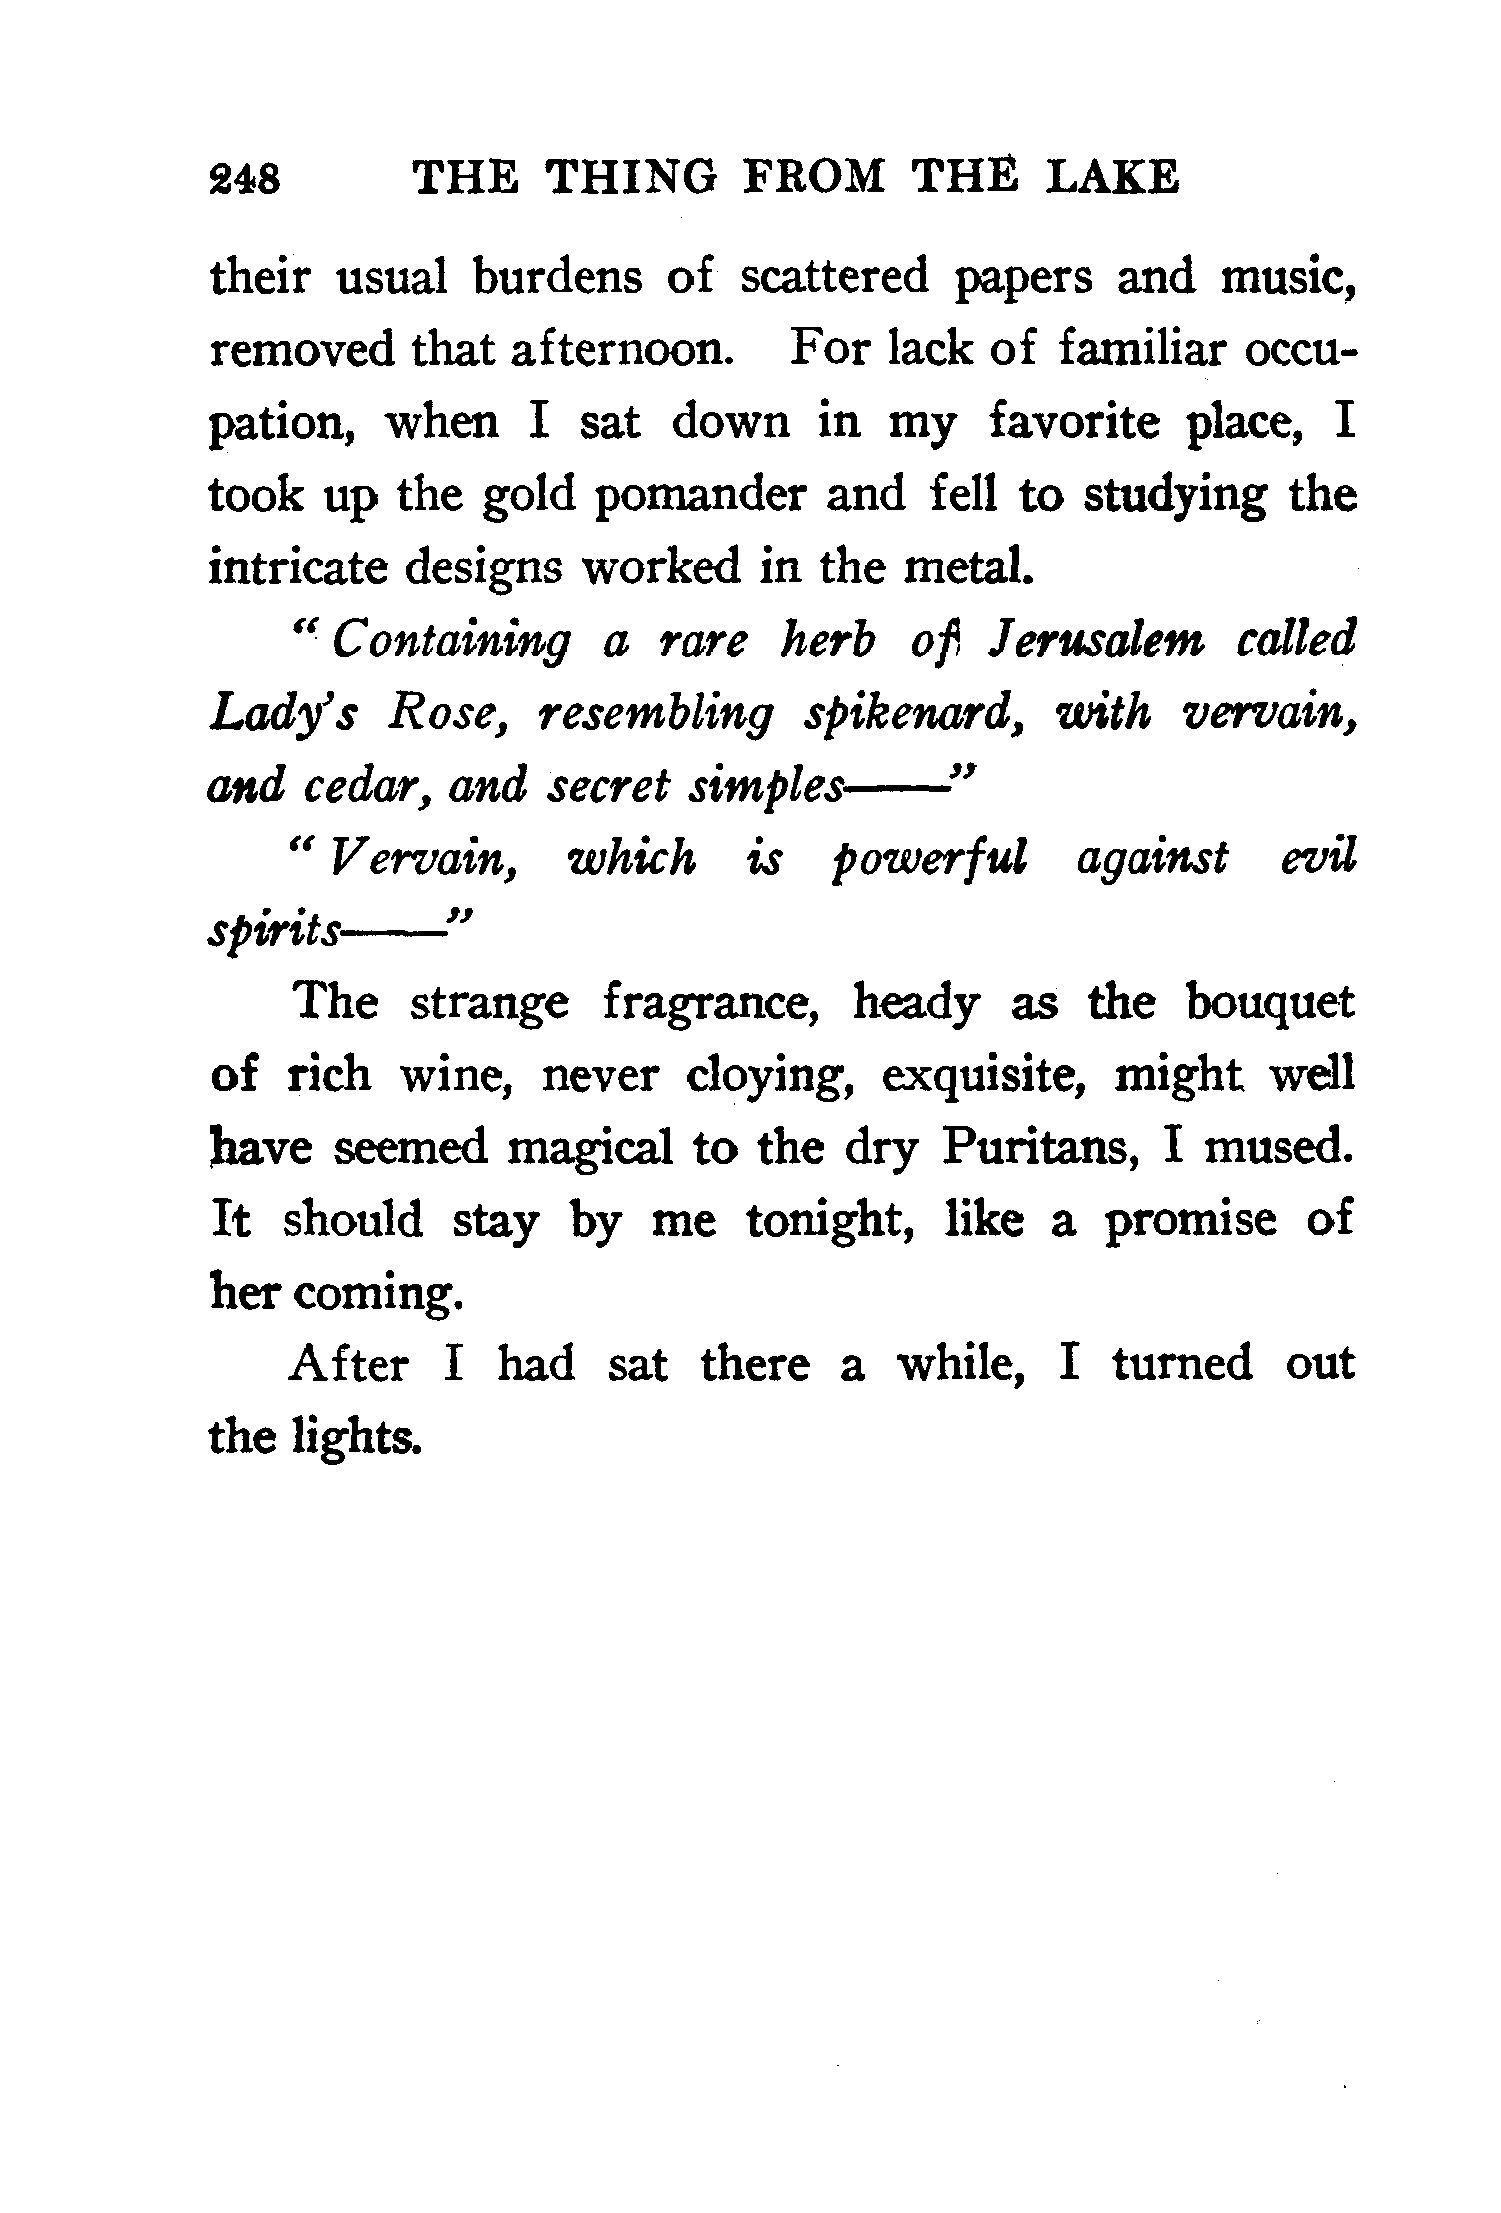 248 THE THING FROM THE LAKE
their usual burdens of scattered papers and music,
removed that afternoon. For lack of familiar occu-
pation, when I sat down in my favorite place, I
took up the gold pomander and fell to studying the
intricate designs worked in the metal.
“ Containing a rare herb of Jerusalem called
Lady’s Rose, resembling spikenard, with vervain,
and cedar, and secret simples——”
“ Vervain, which is powerful against evil
spirits——”
The strange fragrance, heady as the bouquet
of rich wine, never cloying, exquisite, might well
have seemed magical to the dry Puritans, I mused.
It should stay by me tonight, like a promise of
her coming.
After I had sat there a while, I turned out
the lights.